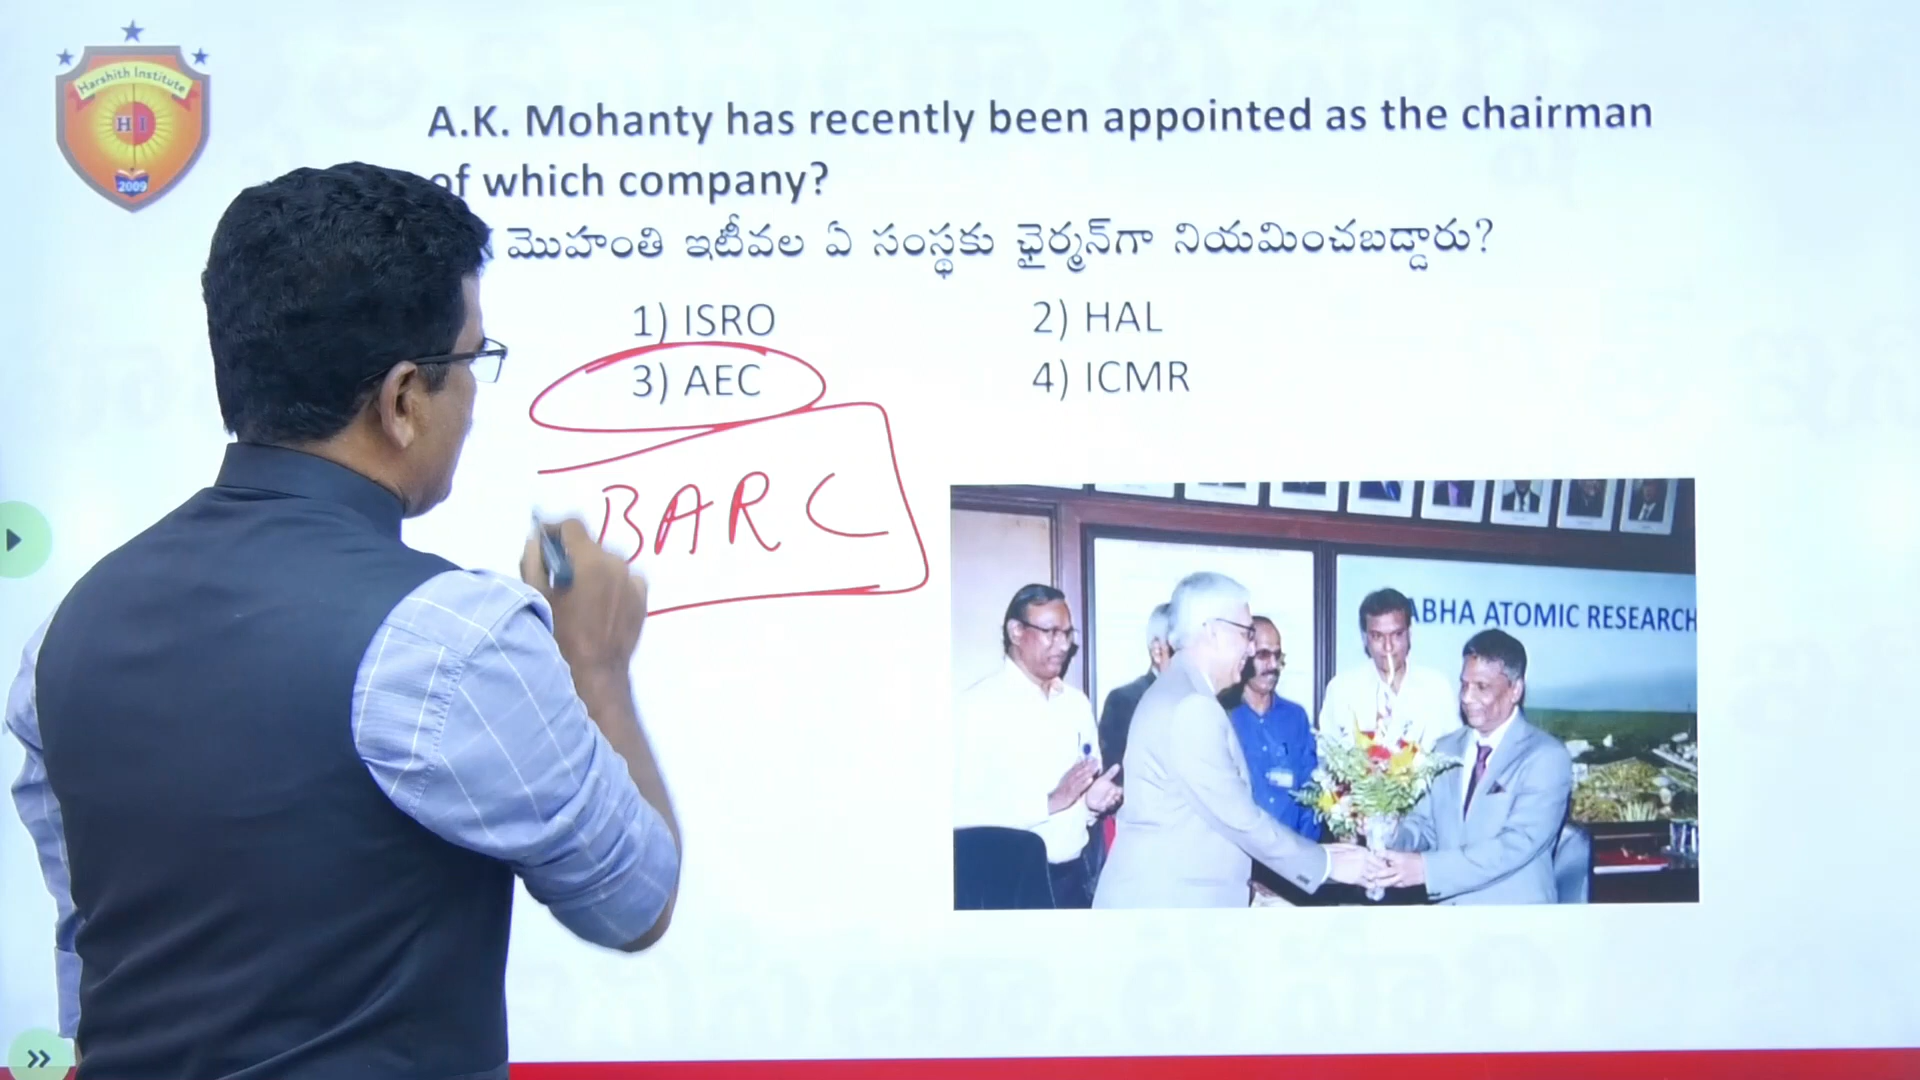 Harshith Institute
H I
2009
A.K. Mohanty has recently been appointed as the chairman
of which company?
మొహంతి ఇటీవల ఏ సంస్థకు ఛైర్మన్‌గా నియమించబడ్డారు?
1) ISRO
2) HAL
3) AEC
4) ICMR
BARC
ABHA ATOMIC RESEARCH